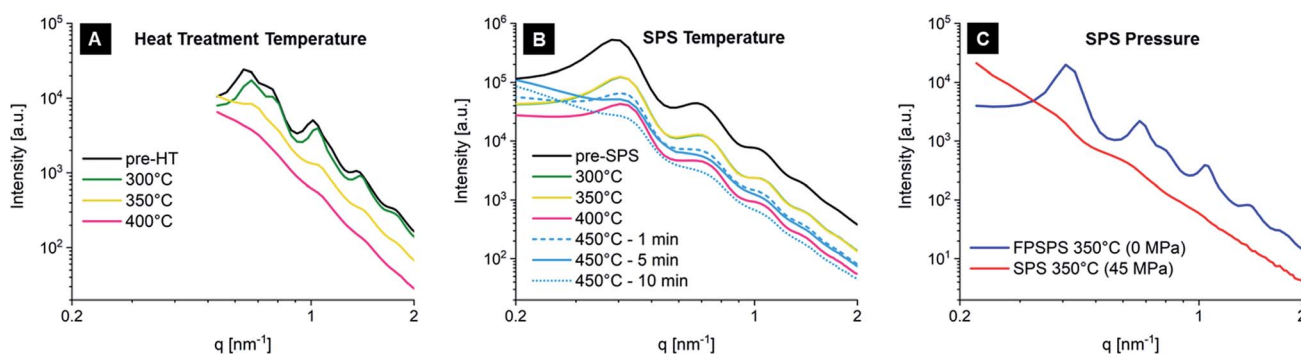 A
Heat Treatment Temperature
Intensity [a.u.]
10⁵
10⁴
10³
10²
pre-HT
300°C
350°C
400°C
0.2
1
2
q [nm⁻¹]
B
SPS Temperature
Intensity [a.u.]
10⁶
10⁵
10⁴
10³
10²
pre-SPS
300°C
350°C
400°C
450°C - 1 min
450°C - 5 min
450°C - 10 min
0.2
1
2
q [nm⁻¹]
C
SPS Pressure
Intensity [a.u.]
10⁵
10⁴
10³
10²
10¹
FPSPS 350°C (0 MPa)
SPS 350°C (45 MPa)
0.2
1
2
q [nm⁻¹]